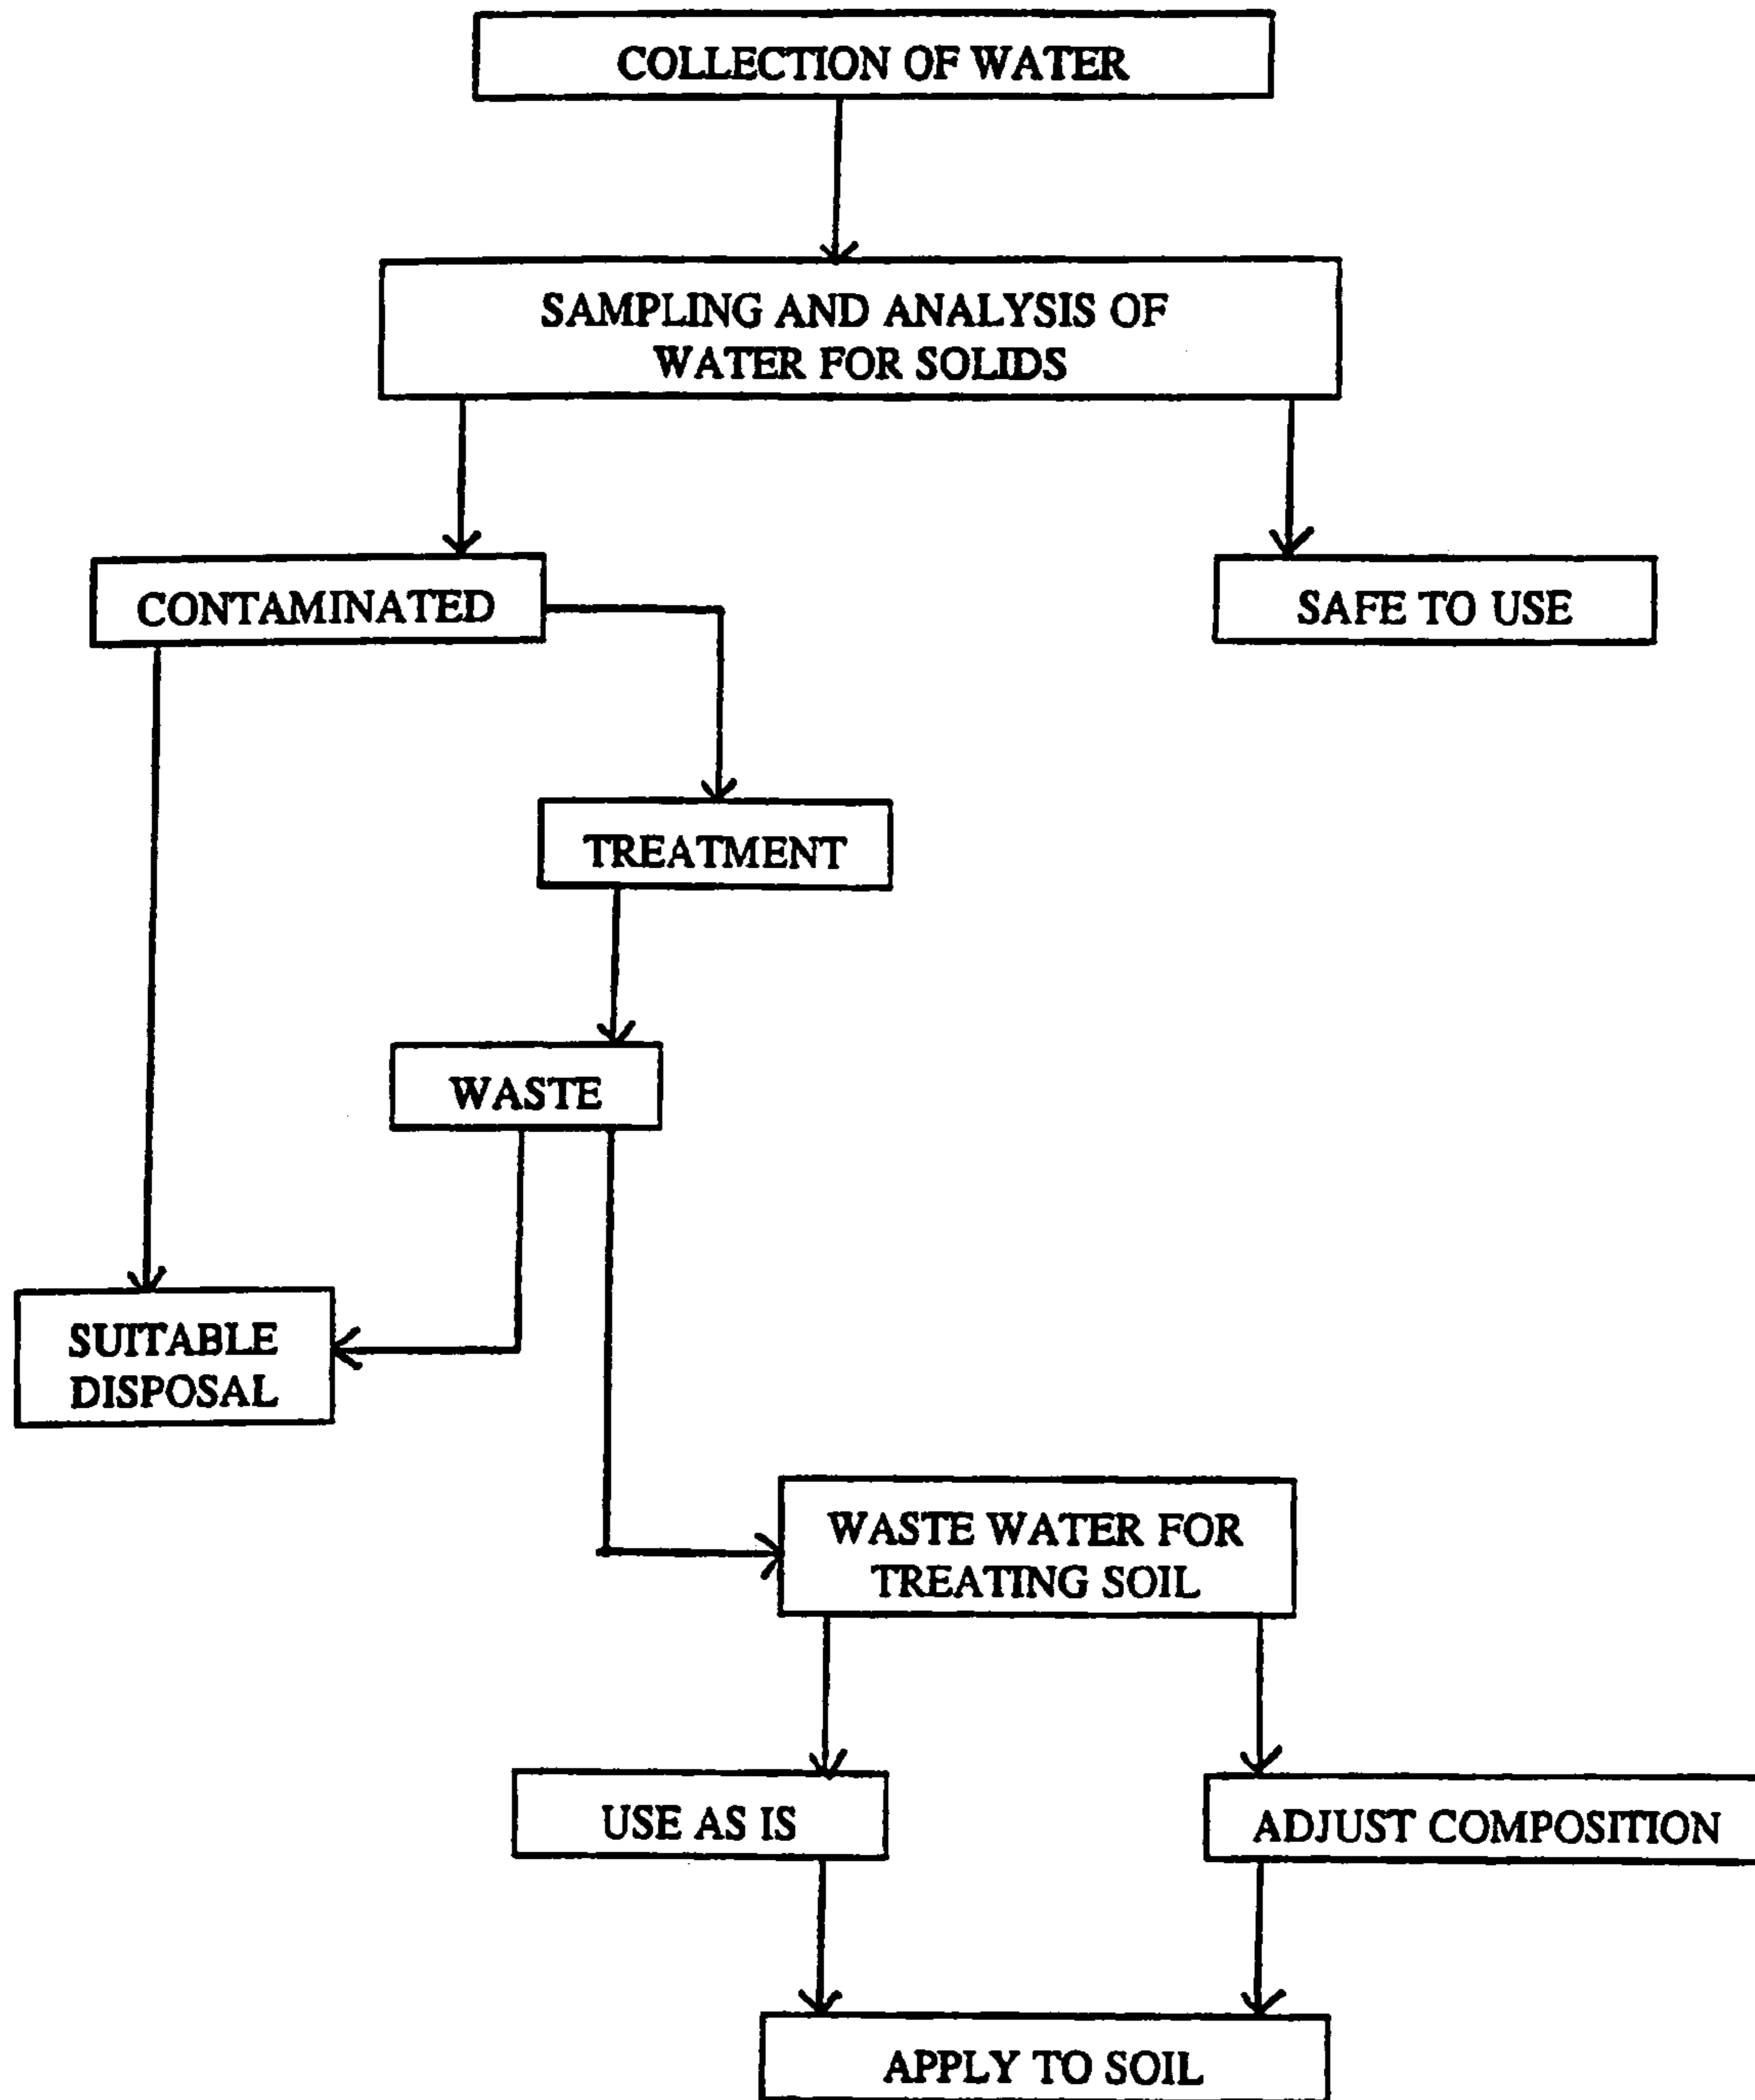 COLLECTION OF WATER
SAMPLING AND ANALYSIS OF
WATER FOR SOLIDS
CONTAMINATED
SAFE TO USE
TREATMENT
WASTE
SUITABLE
DISPOSAL
WASTE WATER FOR
TREATING SOIL
USE AS IS
ADJUST COMPOSITION
APPLY TO SOIL